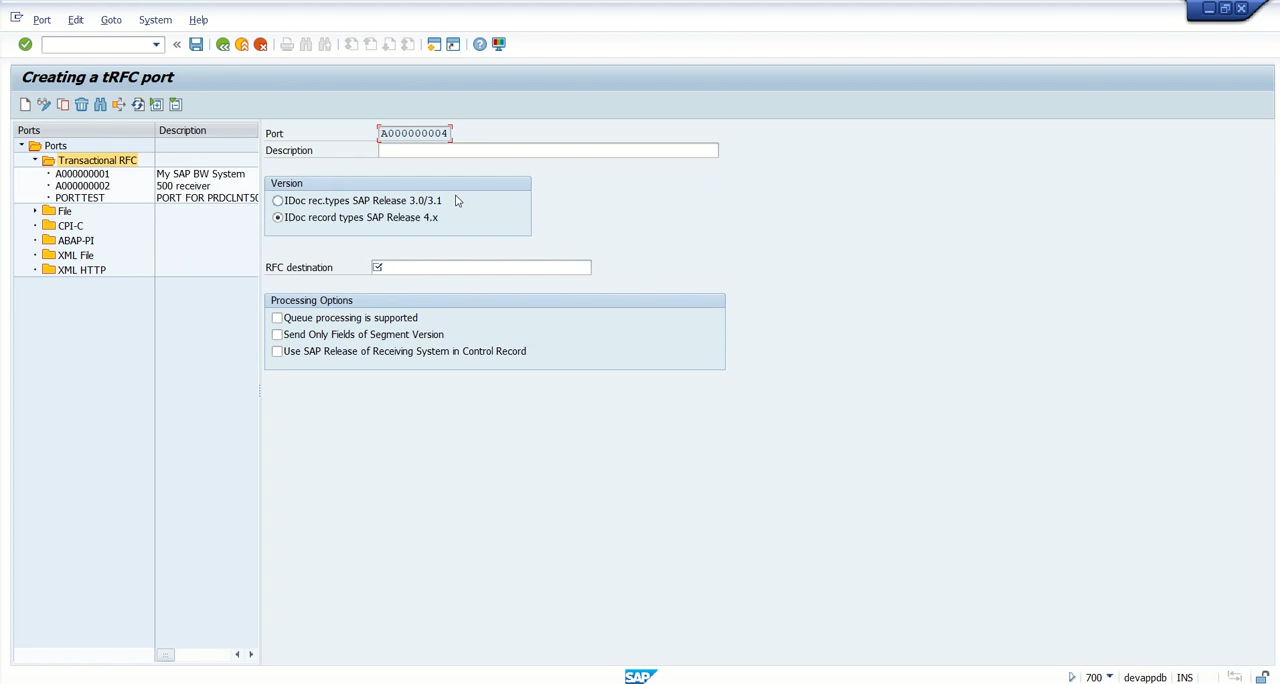 Port Edit Goto System Help
Creating a tRFC port
Ports Description
Ports
Transactional RFC
A000000001 My SAP BW System
A000000002 500 receiver
PORTTEST PORT FOR PRDCLNT50
File
CPI-C
ABAP-PI
XML File
XML HTTP
Port A000000004
Description
Version
IDoc rec.types SAP Release 3.0/3.1
IDoc record types SAP Release 4.x
RFC destination
Processing Options
Queue processing is supported
Send Only Fields of Segment Version
Use SAP Release of Receiving System in Control Record
SAP
700 devappdb INS